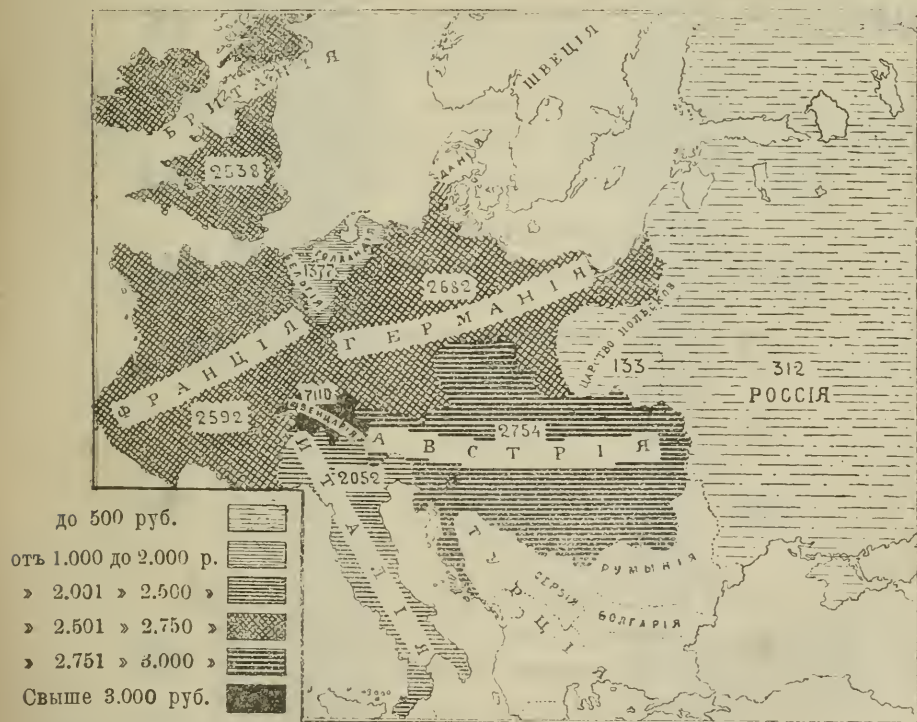 БРИТАНІЯ
2538
ШВЕЦІЯ
ДАНІЯ
ГОЛЛАНДІЯ
БЕЛЬГІЯ
1377
2682
ГЕРМАНІЯ
ФРАНЦІЯ
2592
7110
ШВЕЙЦАРІЯ
ЦАРСТВО ПОЛЬСКОЕ
133
312
РОССІЯ
2754
АВСТРІЯ
2052
ИТАЛІЯ
ТУРЦІЯ
СЕРБІЯ
РУМЫНІЯ
БОЛГАРІЯ
до 500 руб.
отъ 1.000 до 2.000 р.
» 2.001 » 2.500 »
» 2.501 » 2.750 »
» 2.751 » 3.000 »
Свыше 3.000 руб.